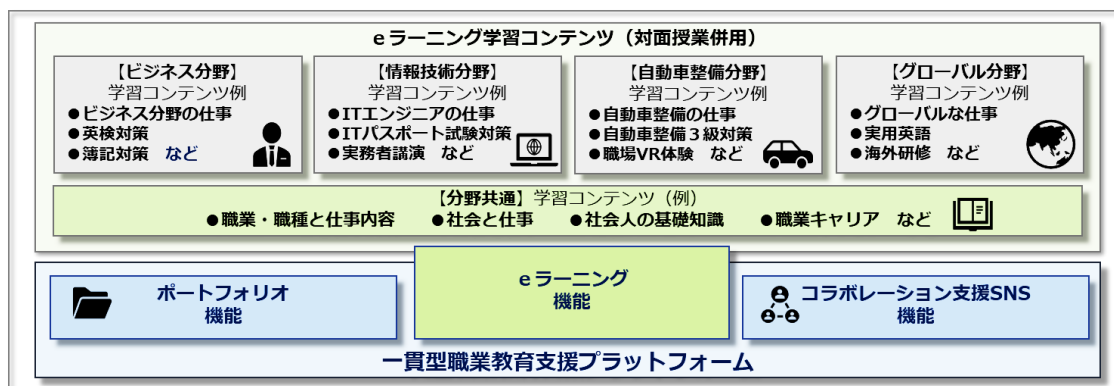 eラーニング学習コンテンツ（対面授業併用）
【ビジネス分野】
学習コンテンツ例
●ビジネス分野の仕事
●英検対策
●簿記対策　など
【情報技術分野】
学習コンテンツ例
●ITエンジニアの仕事
●ITパスポート試験対策
●実務者講演　など
【自動車整備分野】
学習コンテンツ例
●自動車整備の仕事
●自動車整備３級対策
●職場VR体験　など
【グローバル分野】
学習コンテンツ例
●グローバルな仕事
●実用英語
●海外研修　など
【分野共通】学習コンテンツ（例）
●職業・職種と仕事内容　●社会と仕事　●社会人の基礎知識　●職業キャリア　など
ポートフォリオ
機能
eラーニング
機能
コラボレーション支援SNS
機能
一貫型職業教育支援プラットフォーム